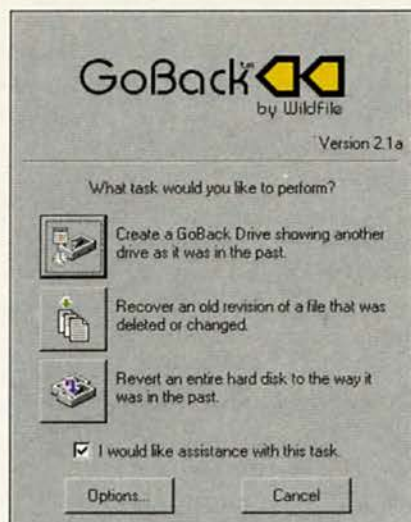 GoBack™
by Wildfile
Version 2.1a
What task would you like to perform?
Create a GoBack Drive showing another
drive as it was in the past.
Recover an old revision of a file that was
deleted or changed.
Revert an entire hard disk to the way it
was in the past.
I would like assistance with this task.
Options...
Cancel